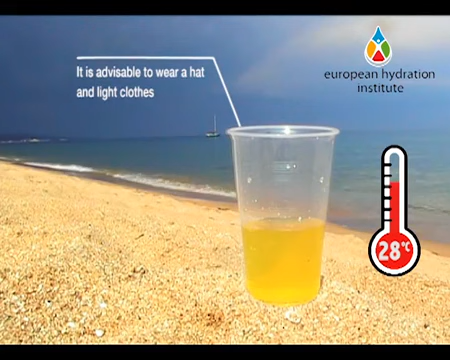 It is advisable to wear a hat
and light clothes
european hydration
institute
28°C